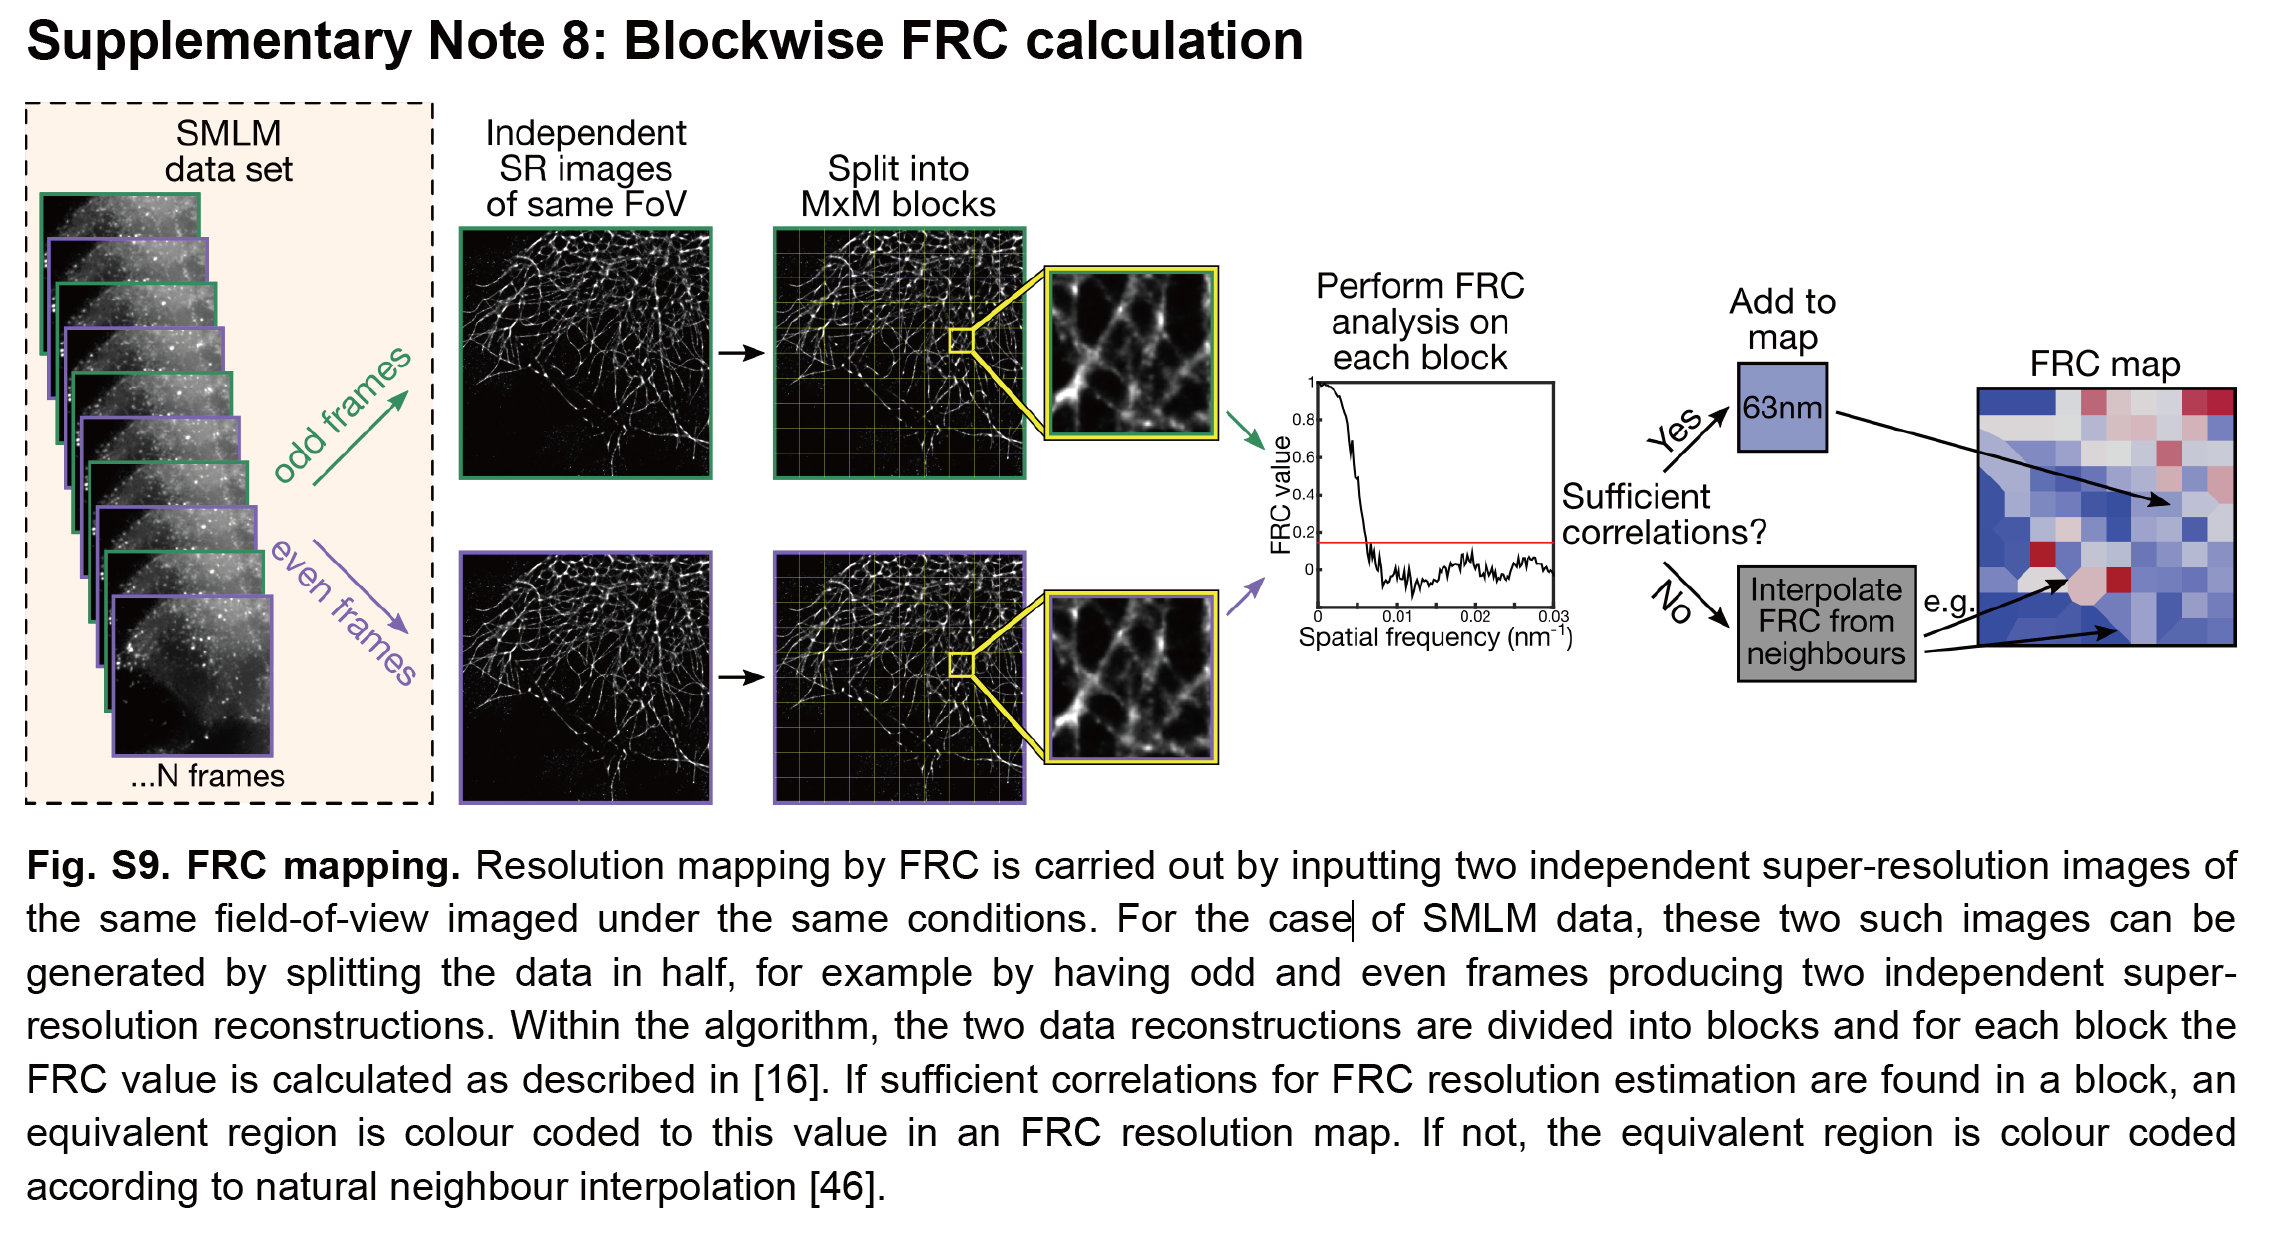 Supplementary Note 8: Blockwise FRC calculation
SMLM
data set
...N frames
odd frames
even frames
Independent
SR images
of same FoV
Split into
MxM blocks
Perform FRC
analysis on
each block
FRC value
1
0.8
0.6
0.4
0.2
0
0
0.01
0.02
0.03
Spatial frequency (nm-1)
Sufficient
correlations?
Yes
No
Add to
map
63nm
Interpolate
FRC from
neighbours
e.g.
FRC map
Fig. S9. FRC mapping. Resolution mapping by FRC is carried out by inputting two independent super-resolution images of
the same field-of-view imaged under the same conditions. For the case of SMLM data, these two such images can be
generated by splitting the data in half, for example by having odd and even frames producing two independent super-
resolution reconstructions. Within the algorithm, the two data reconstructions are divided into blocks and for each block the
FRC value is calculated as described in [16]. If sufficient correlations for FRC resolution estimation are found in a block, an
equivalent region is colour coded to this value in an FRC resolution map. If not, the equivalent region is colour coded
according to natural neighbour interpolation [46].